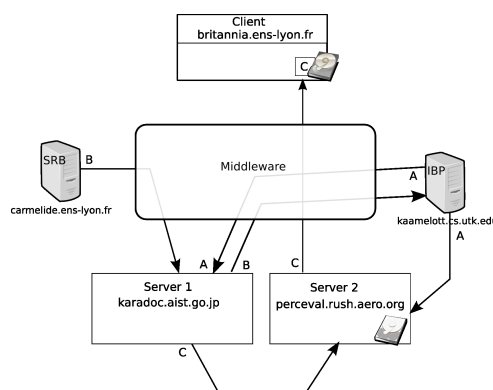 Client
britannia.ens-lyon.fr
C
Middleware
SRB
B
IBP
A
carmelide.ens-lyon.fr
kaamelott.cs.utk.edu
A
A
B
C
Server 1
karadoc.aist.go.jp
Server 2
perceval.rush.aero.org
C